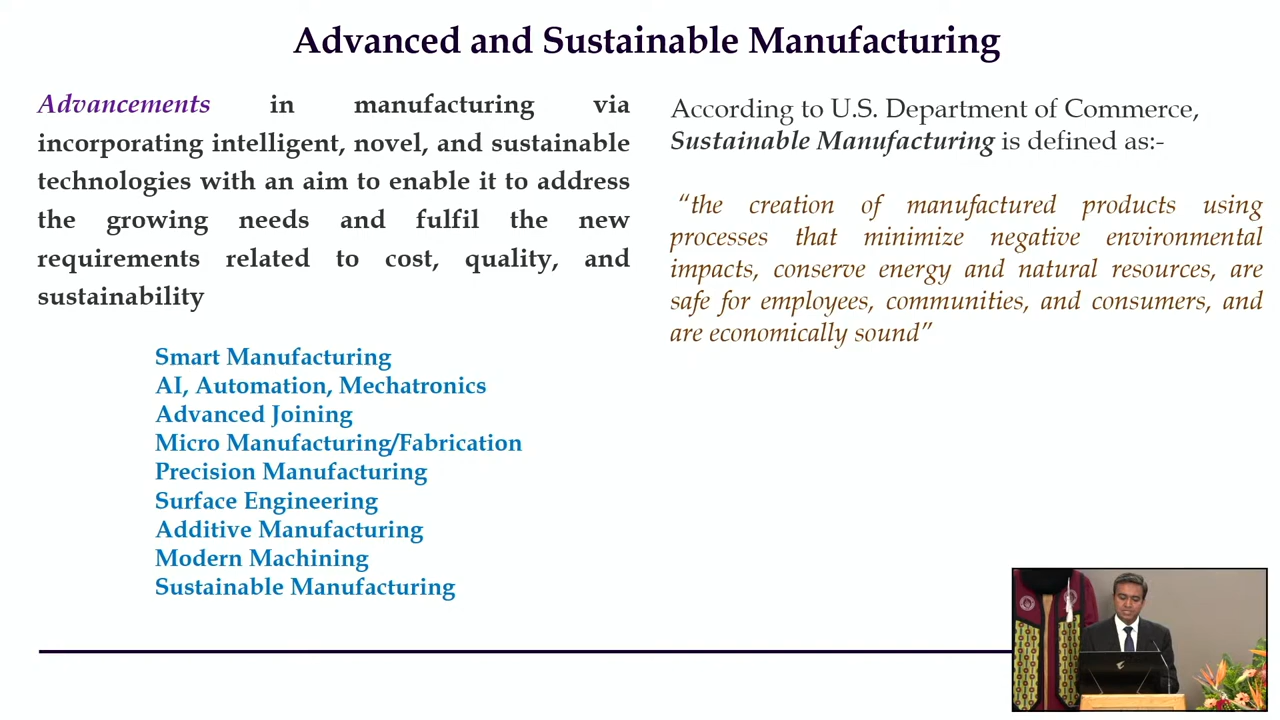 Advanced and Sustainable Manufacturing
Advancements in manufacturing via
incorporating intelligent, novel, and sustainable
technologies with an aim to enable it to address
the growing needs and fulfil the new
requirements related to cost, quality, and
sustainability
Smart Manufacturing
AI, Automation, Mechatronics
Advanced Joining
Micro Manufacturing/Fabrication
Precision Manufacturing
Surface Engineering
Additive Manufacturing
Modern Machining
Sustainable Manufacturing
According to U.S. Department of Commerce,
Sustainable Manufacturing is defined as:-
“the creation of manufactured products using
processes that minimize negative environmental
impacts, conserve energy and natural resources, are
safe for employees, communities, and consumers, and
are economically sound”